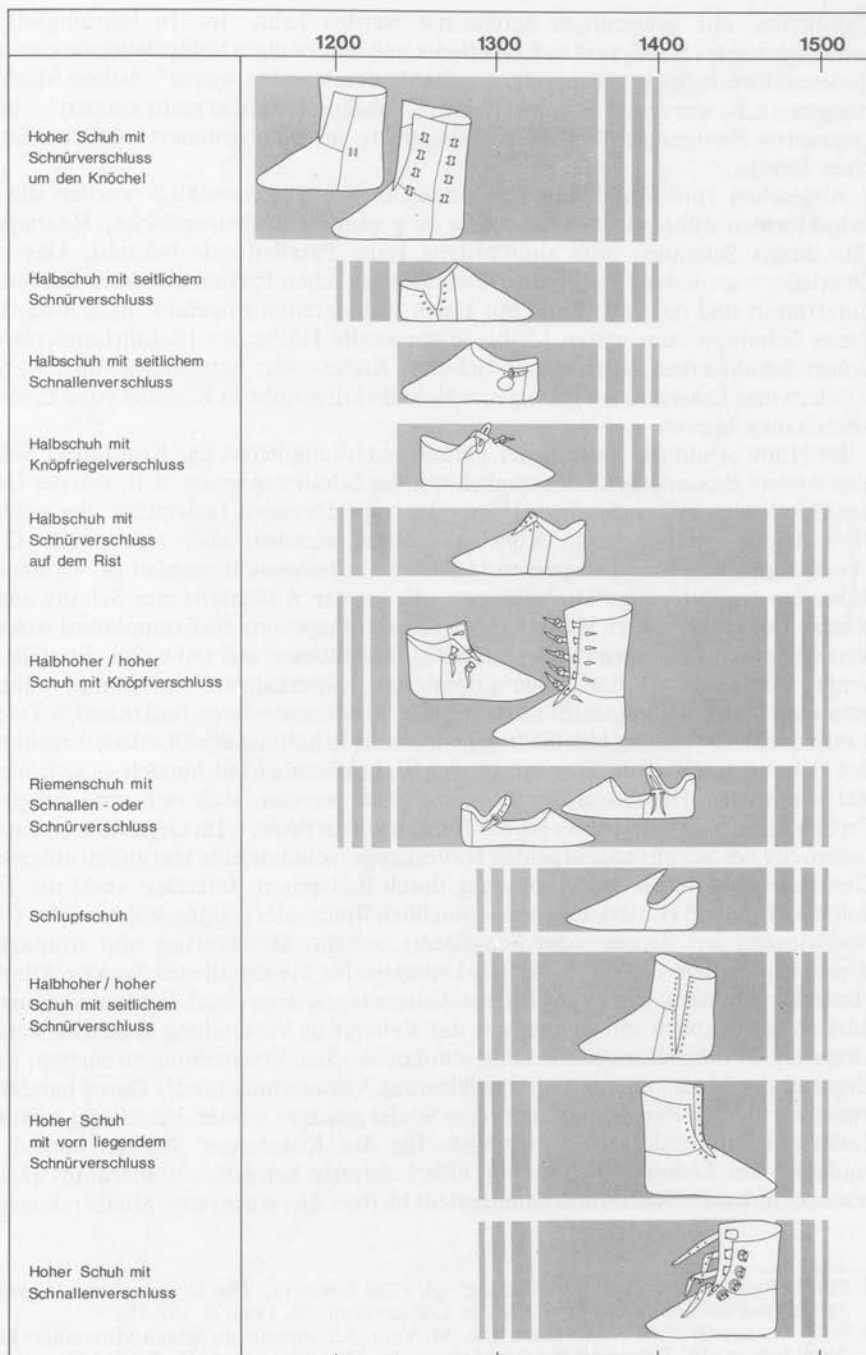 1200 1300 1400 1500
Hoher Schuh mit
Schnürverschluss
um den Knöchel
Halbschuh mit seitlichem
Schnürverschluss
Halbschuh mit seitlichem
Schnallenverschluss
Halbschuh mit
Knöpfriegelverschluss
Halbschuh mit
Schnürverschluss
auf dem Rist
Halbhoher / hoher
Schuh mit Knöpfverschluss
Riemenschuh mit
Schnallen- oder
Schnürverschluss
Schlupfschuh
Halbhoher / hoher
Schuh mit seitlichem
Schnürverschluss
Hoher Schuh
mit vorn liegendem
Schnürverschluss
Hoher Schuh mit
Schnallenverschluss